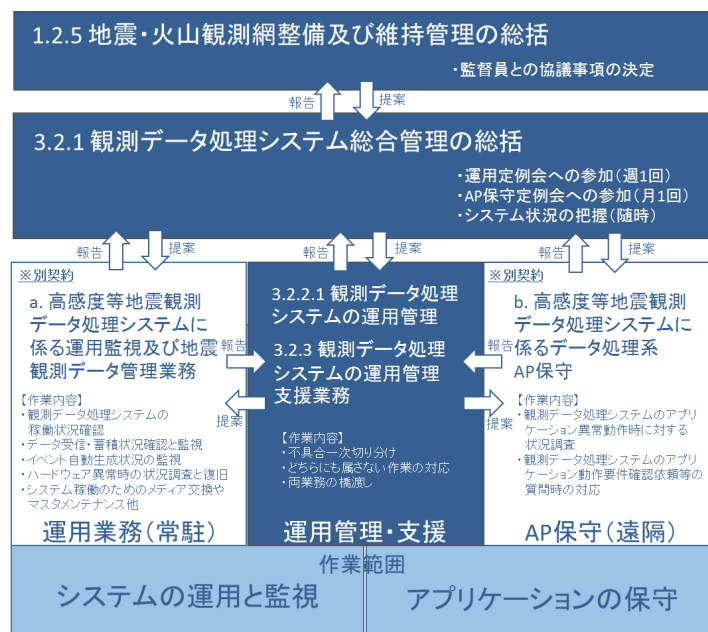 1.2.5 地震・火山観測網整備及び維持管理の総括
・監督員との協議事項の決定
報告
提案
3.2.1 観測データ処理システム総合管理の総括
・運用定例会への参加(週1回)
・AP保守定例会への参加(月1回)
・システム状況の把握(随時)
報告
提案
報告
提案
報告
提案
※別契約
a. 高感度等地震観測
データ処理システムに
係る運用監視及び地震
観測データ管理業務
【作業内容】
・観測データ処理システムの
稼働状況確認
・データ受信・蓄積状況確認と監視
・イベント自動生成状況の監視
・ハードウェア異常時の状況調査と復旧
・システム稼働のためのメディア交換や
マスタメンテナンス他
運用業務(常駐)
報告
提案
3.2.2.1 観測データ処理
システムの運用管理
3.2.3 観測データ処理
システムの運用管理
支援業務
【作業内容】
・不具合一次切り分け
・どちらにも属さない作業の対応
・両業務の橋渡し
運用管理・支援
報告
提案
※別契約
b. 高感度等地震観測
データ処理システムに
係るデータ処理系
AP保守
【作業内容】
・観測データ処理システムのアプリ
ケーション異常動作時に対する
状況調査
・観測データ処理システムのアプリ
ケーション動作要件確認依頼等の
質問時の対応
AP保守(遠隔)
作業範囲
システムの運用と監視
アプリケーションの保守